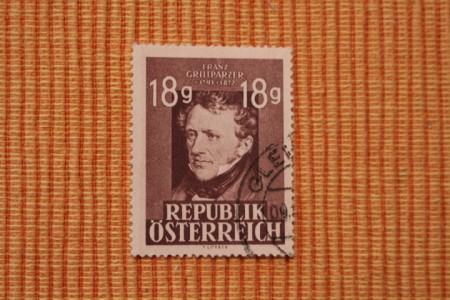 FRANZ
GRILLPARZER
18g 18g
REPUBLIK
ÖSTERREICH